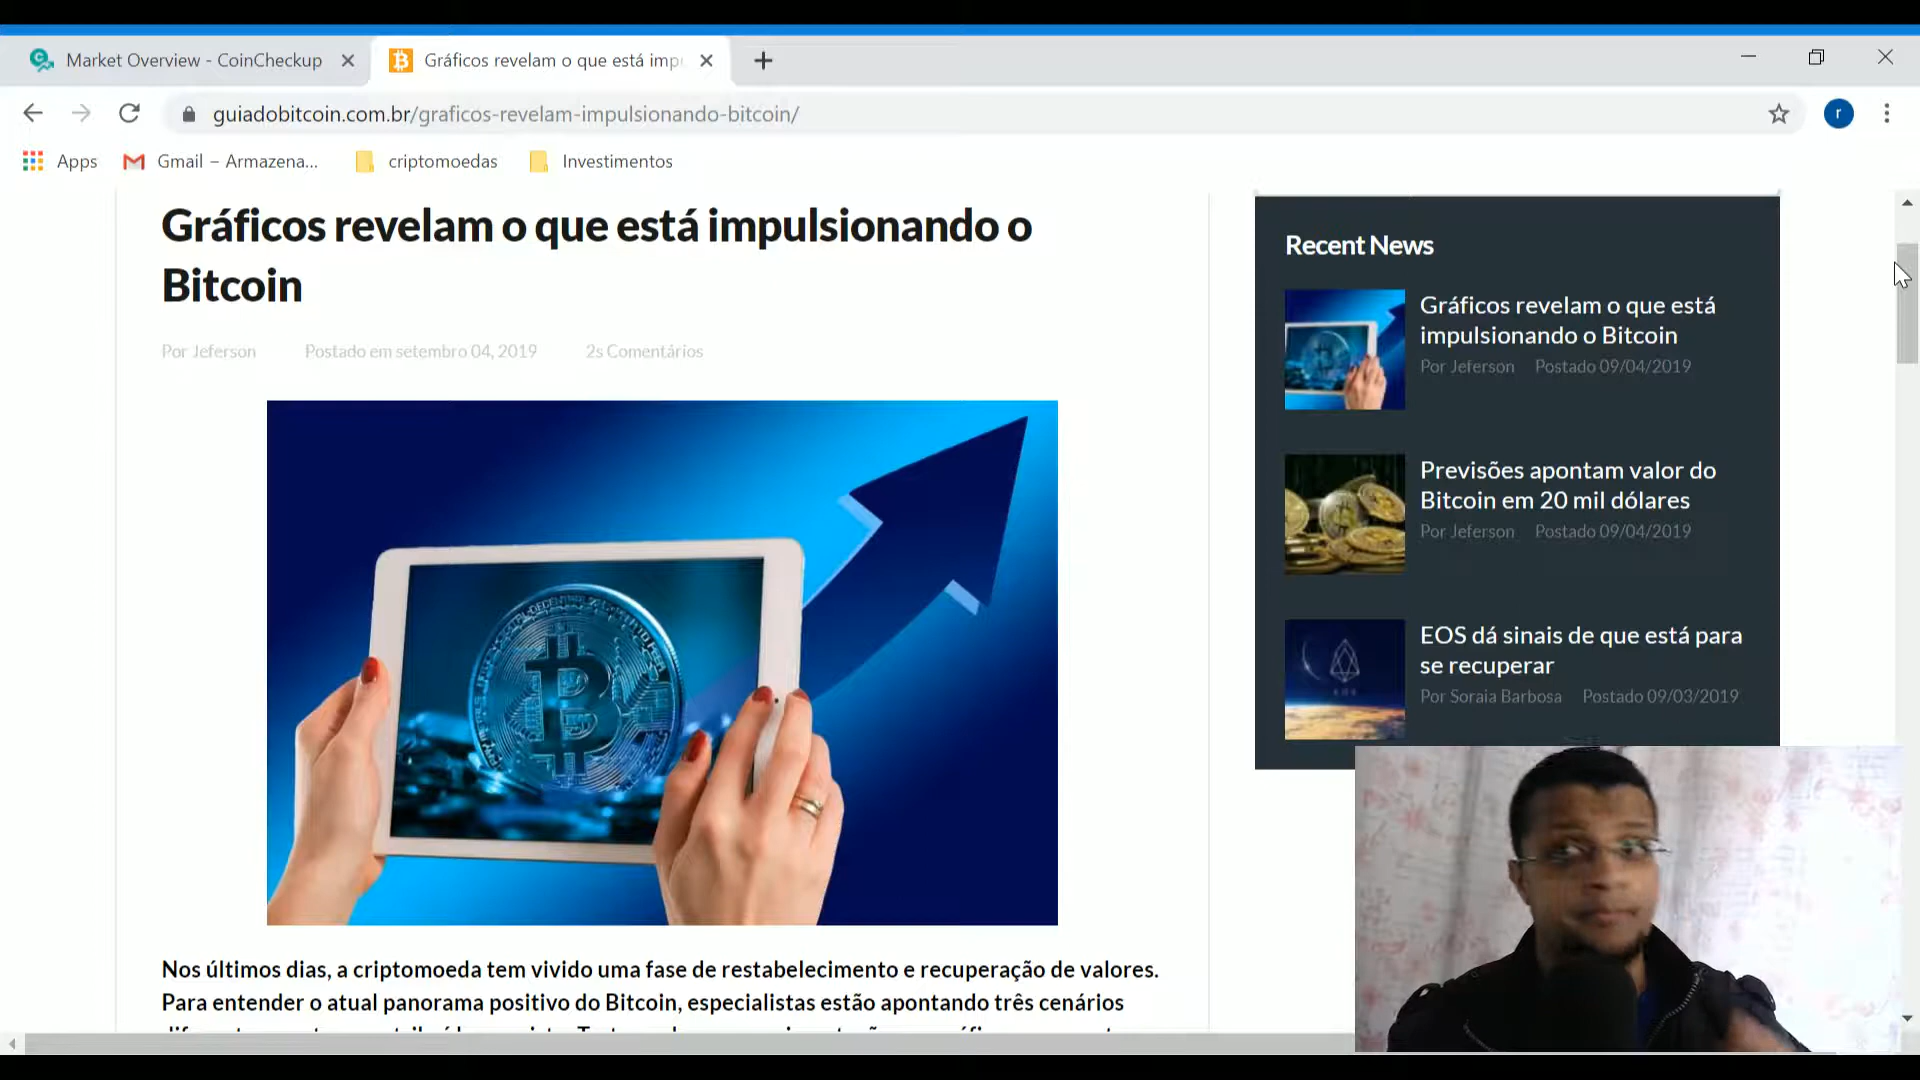 Market Overview - CoinCheckup
Gráficos revelam o que está imp
guiadobitcoin.com.br/graficos-revelam-impulsionando-bitcoin/
r
Apps
Gmail – Armazena...
criptomoedas
Investimentos
Gráficos revelam o que está impulsionando o
Bitcoin
Por Jeferson Postado em setembro 04, 2019 2s Comentários
Nos últimos dias, a criptomoeda tem vivido uma fase de restabelecimento e recuperação de valores.
Para entender o atual panorama positivo do Bitcoin, especialistas estão apontando três cenários
Recent News
Gráficos revelam o que está
impulsionando o Bitcoin
Por Jeferson Postado 09/04/2019
Previsões apontam valor do
Bitcoin em 20 mil dólares
Por Jeferson Postado 09/04/2019
EOS dá sinais de que está para
se recuperar
Por Soraia Barbosa Postado 09/03/2019